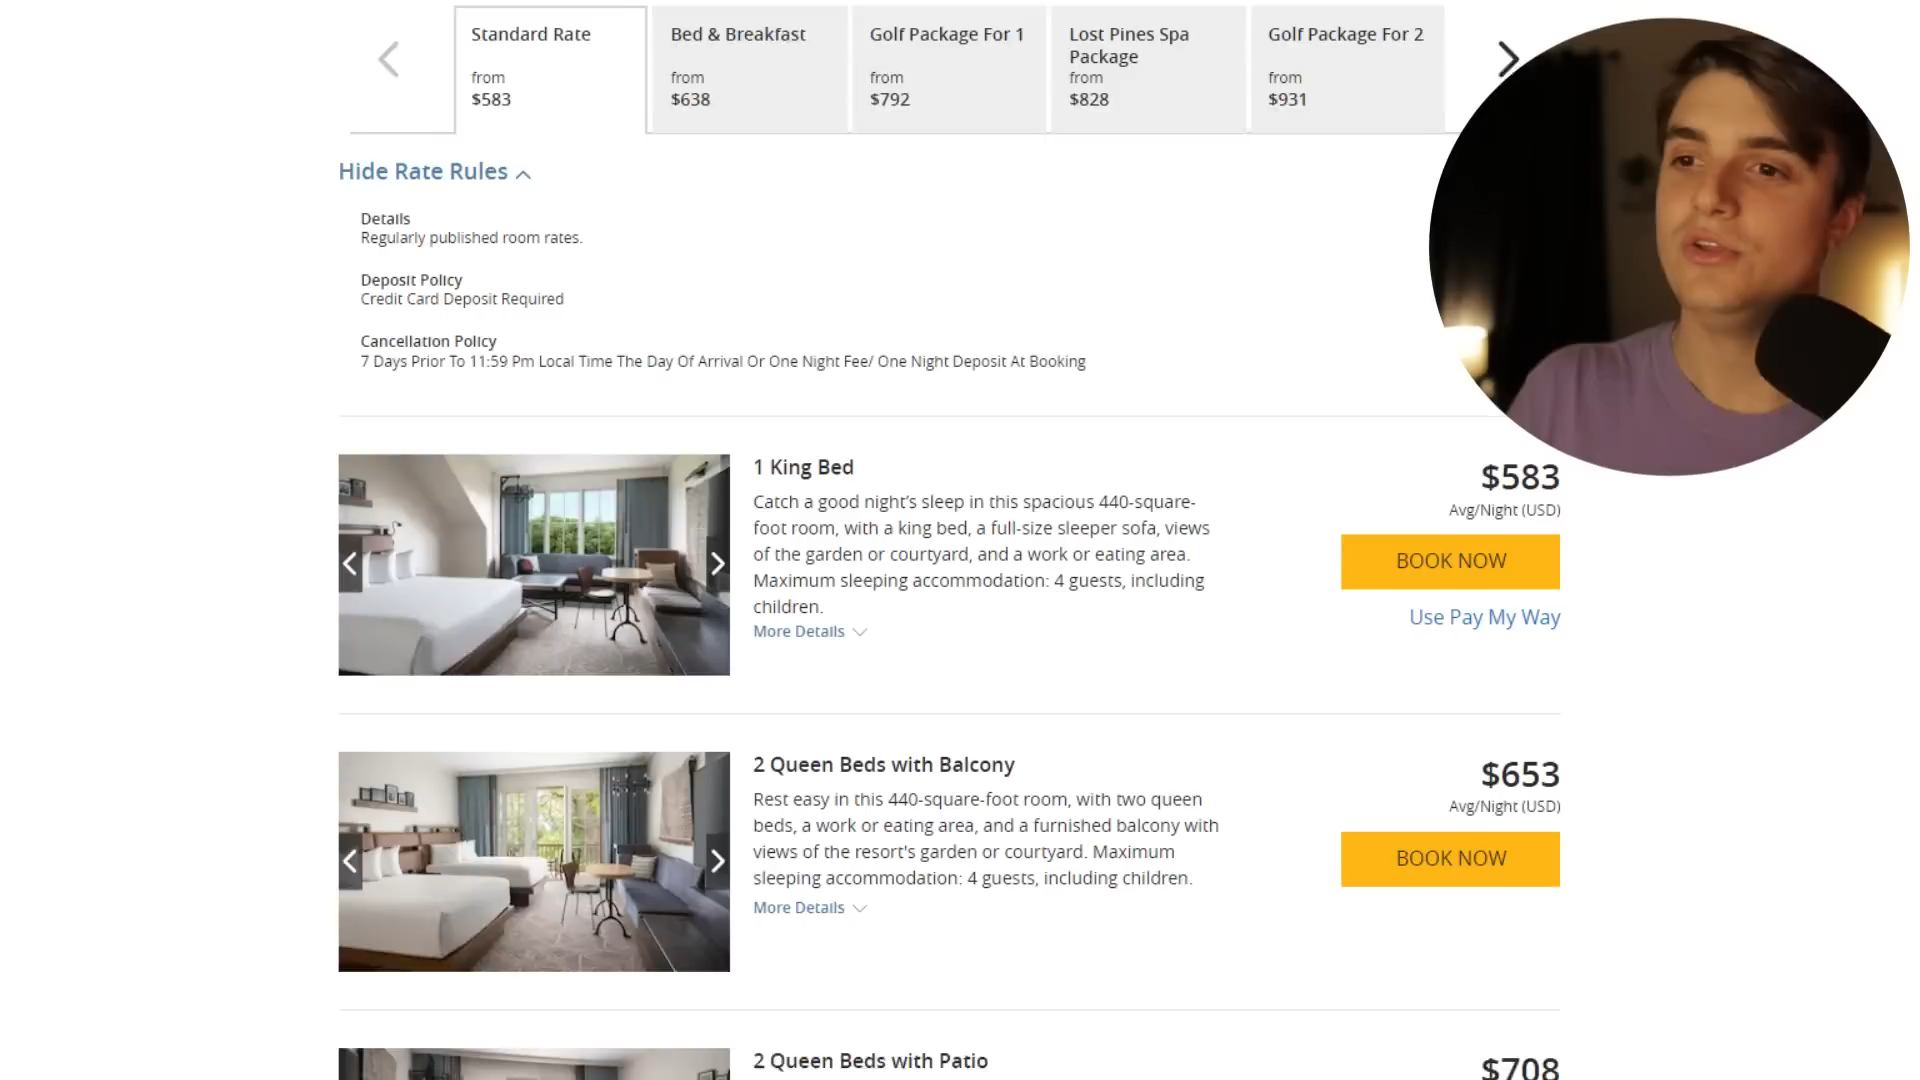 Standard Rate
from
$583
Bed & Breakfast
from
$638
Golf Package For 1
from
$792
Lost Pines Spa
Package
from
$828
Golf Package For 2
from
$931
Hide Rate Rules
Details
Regularly published room rates.
Deposit Policy
Credit Card Deposit Required
Cancellation Policy
7 Days Prior To 11:59 Pm Local Time The Day Of Arrival Or One Night Fee/ One Night Deposit At Booking
1 King Bed
Catch a good night’s sleep in this spacious 440-square-
foot room, with a king bed, a full-size sleeper sofa, views
of the garden or courtyard, and a work or eating area.
Maximum sleeping accommodation: 4 guests, including
children.
More Details
$583
Avg/Night (USD)
BOOK NOW
Use Pay My Way
2 Queen Beds with Balcony
Rest easy in this 440-square-foot room, with two queen
beds, a work or eating area, and a furnished balcony with
views of the resort's garden or courtyard. Maximum
sleeping accommodation: 4 guests, including children.
More Details
$653
Avg/Night (USD)
BOOK NOW
2 Queen Beds with Patio
$708